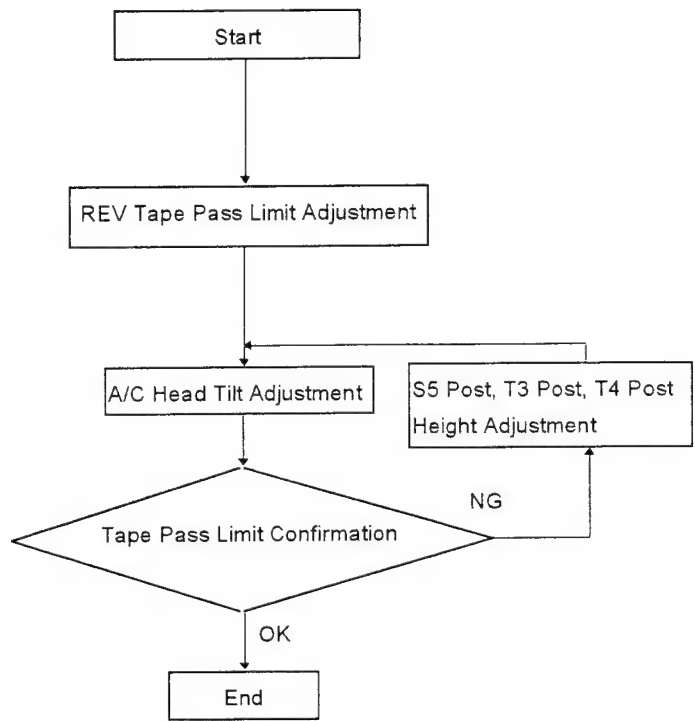 Start
REV Tape Pass Limit Adjustment
A/C Head Tilt Adjustment
S5 Post, T3 Post, T4 Post
Height Adjustment
NG
Tape Pass Limit Confirmation
OK
End